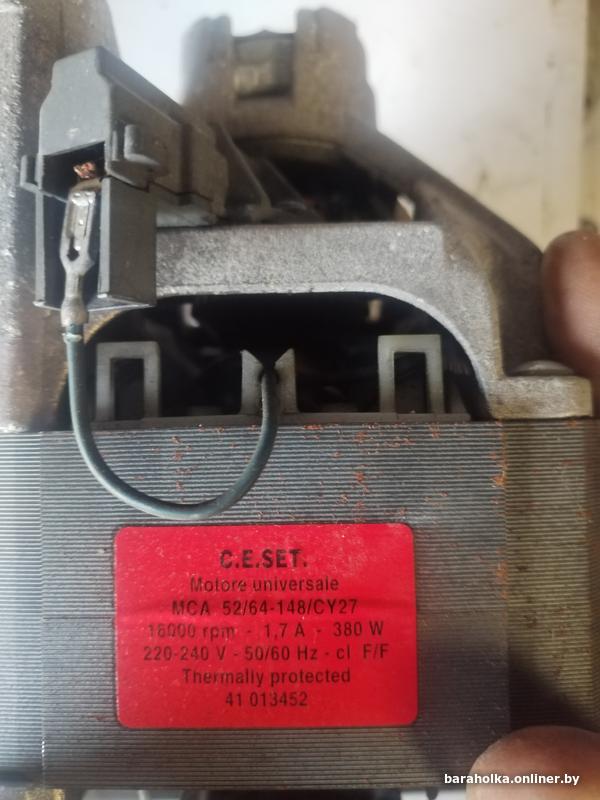 C.E.SET.
Motore universale
MCA 52/64-148/CY27
16000 rpm - 1,7 A - 380 W
220-240 V - 50/60 Hz - cl F/F
Thermally protected
41 013452
baraholka.onliner.by